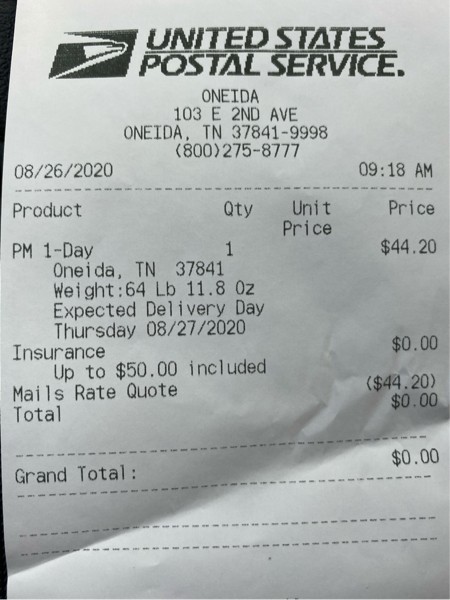 UNITED STATES
POSTAL SERVICE.
ONEIDA
103 E 2ND AVE
ONEIDA, TN 37841-9998
(800)275-8777
08/26/2020 09:18 AM
Product Qty Unit Price
Price
PM 1-Day 1 $44.20
Oneida, TN 37841
Weight:64 Lb 11.8 Oz
Expected Delivery Day
Thursday 08/27/2020
Insurance $0.00
Up to $50.00 included
Mails Rate Quote ($44.20)
Total $0.00
Grand Total: $0.00